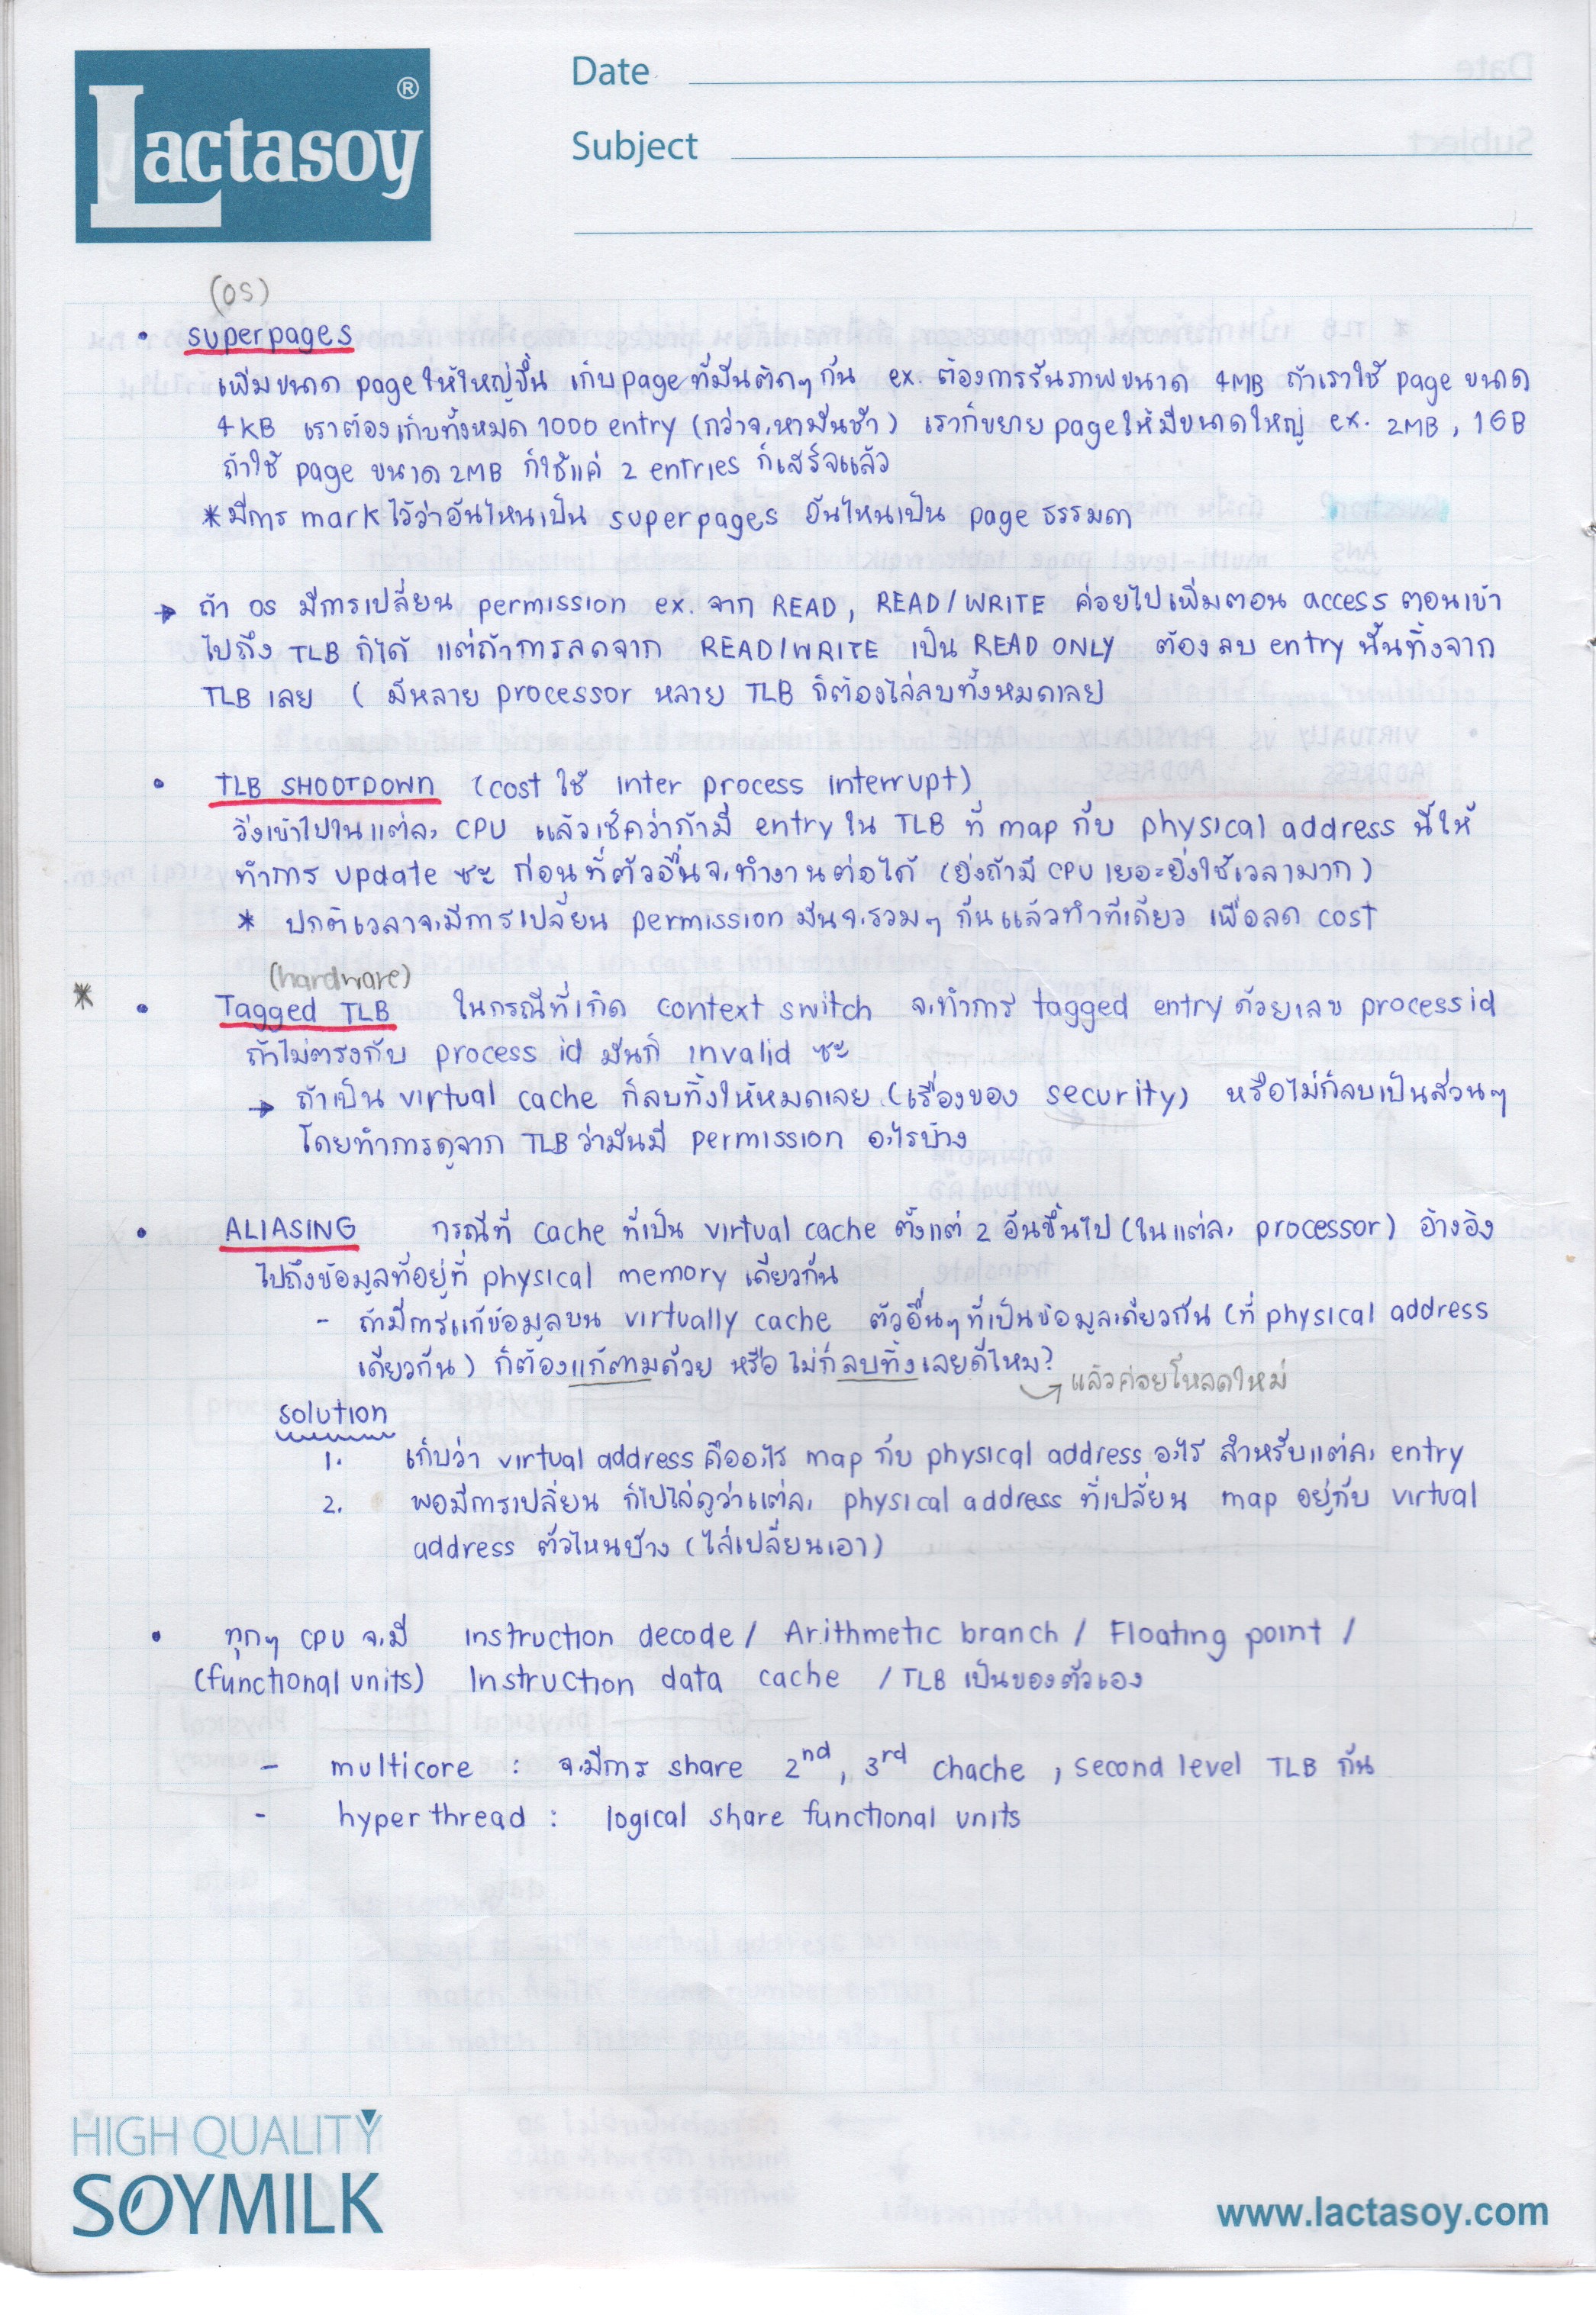 Lactasoy ®
Date
Subject
(OS)
• superpages
เพิ่มขนาด page ให้ใหญ่ขึ้น เก็บ page ที่มันติดๆกัน ex. ต้องการรันภาพขนาด 4MB ถ้าเราใช้ page ขนาด
4KB เราต้องเก็บทั้งหมด 1000 entry (กว่าจะหามันช้า) เราก็ขยาย page ให้มีขนาดใหญ่ ex. 2MB, 1GB
ถ้าใช้ page ขนาด 2MB ก็ใช้แค่ 2 entries ก็เสร็จแล้ว
* มีการ mark ไว้ว่าอันไหนเป็น superpages อันไหนเป็น page ธรรมดา
→ ถ้า OS มีการเปลี่ยน permission ex. จาก READ, READ/WRITE ค่อยไปเพิ่มตอน access ตอนเข้า
ไปถึง TLB ก็ได้ แต่ถ้าการลดจาก READ/WRITE เป็น READ ONLY ต้องลบ entry นั้นทิ้งจาก
TLB เลย (มีหลาย processor หลาย TLB ก็ต้องไล่ลบทั้งหมดเลย)
• TLB SHOOTDOWN (cost ใช้ inter process interrupt)
วิ่งเข้าไปในแต่ละ CPU แล้วเช็คว่าถ้ามี entry ใน TLB ที่ map กับ physical address นี้ให้
ทำการ update ซะ ก่อนที่ตัวอื่นจะทำงานต่อได้ (ยิ่งถ้ามี CPU เยอะยิ่งใช้เวลามาก)
* ปกติเวลาจะมีการเปลี่ยน permission มันจะรวมๆ กันแล้วทำทีเดียว เพื่อลด cost
(hardware)
* • Tagged TLB ในกรณีที่เกิด context switch จะทำการ tagged entry ด้วยเลข process id
ถ้าไม่ตรงกับ process id มันก็ invalid ซะ
→ ถ้าเป็น virtual cache ก็ลบทิ้งให้หมดเลย (เรื่องของ security) หรือไม่ก็ลบเป็นส่วนๆ
โดยทำการดูจาก TLB ว่ามันมี permission อะไรบ้าง
• ALIASING กรณีที่ cache ที่เป็น virtual cache ตั้งแต่ 2 อันขึ้นไป (ในแต่ละ processor) อ้างอิง
ไปถึงข้อมูลที่อยู่ที่ physical memory เดียวกัน
- ถ้ามีการแก้ข้อมูลบน virtually cache ตัวอื่นๆ ที่เป็นข้อมูลเดียวกัน (ที่ physical address
เดียวกัน) ก็ต้องแก้ตามด้วย หรือ ไม่ก็ลบทิ้งเลยดีไหม?
→ แล้วค่อยโหลดใหม่
solution
1. เก็บว่า virtual address คืออะไร map กับ physical address อะไร สำหรับแต่ละ entry
2. พอมีการเปลี่ยน ก็ไปไล่ดูว่าแต่ละ physical address ที่เปลี่ยน map อยู่กับ virtual
address ตัวไหนบ้าง (ไล่เปลี่ยนเอา)
• ทุกๆ CPU จะมี instruction decode / Arithmetic branch / Floating point /
(functional units) Instruction data cache / TLB เป็นของตัวเอง
- multicore : จะมีการ share 2nd, 3rd chache, second level TLB กัน
- hyper thread : logical share functional units
HIGH QUALITY
SOYMILK
www.lactasoy.com